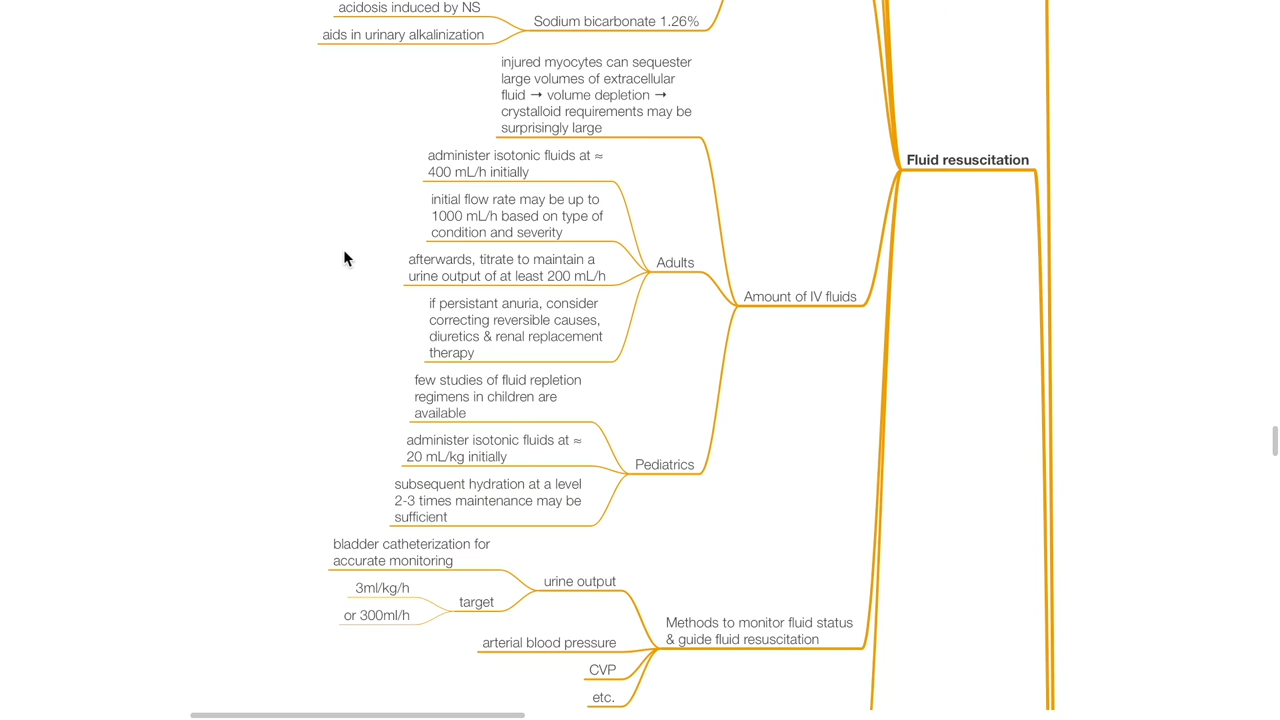 acidosis induced by NS
Sodium bicarbonate 1.26%
aids in urinary alkalinization
injured myocytes can sequester
large volumes of extracellular
fluid → volume depletion →
crystalloid requirements may be
surprisingly large
administer isotonic fluids at ≈
400 mL/h initially
initial flow rate may be up to
1000 mL/h based on type of
condition and severity
afterwards, titrate to maintain a
urine output of at least 200 mL/h
if persistant anuria, consider
correcting reversible causes,
diuretics & renal replacement
therapy
Adults
few studies of fluid repletion
regimens in children are
available
administer isotonic fluids at ≈
20 mL/kg initially
subsequent hydration at a level
2-3 times maintenance may be
sufficient
Pediatrics
Amount of IV fluids
Fluid resuscitation
bladder catheterization for
accurate monitoring
3ml/kg/h
or 300ml/h
target
urine output
arterial blood pressure
CVP
etc.
Methods to monitor fluid status
& guide fluid resuscitation